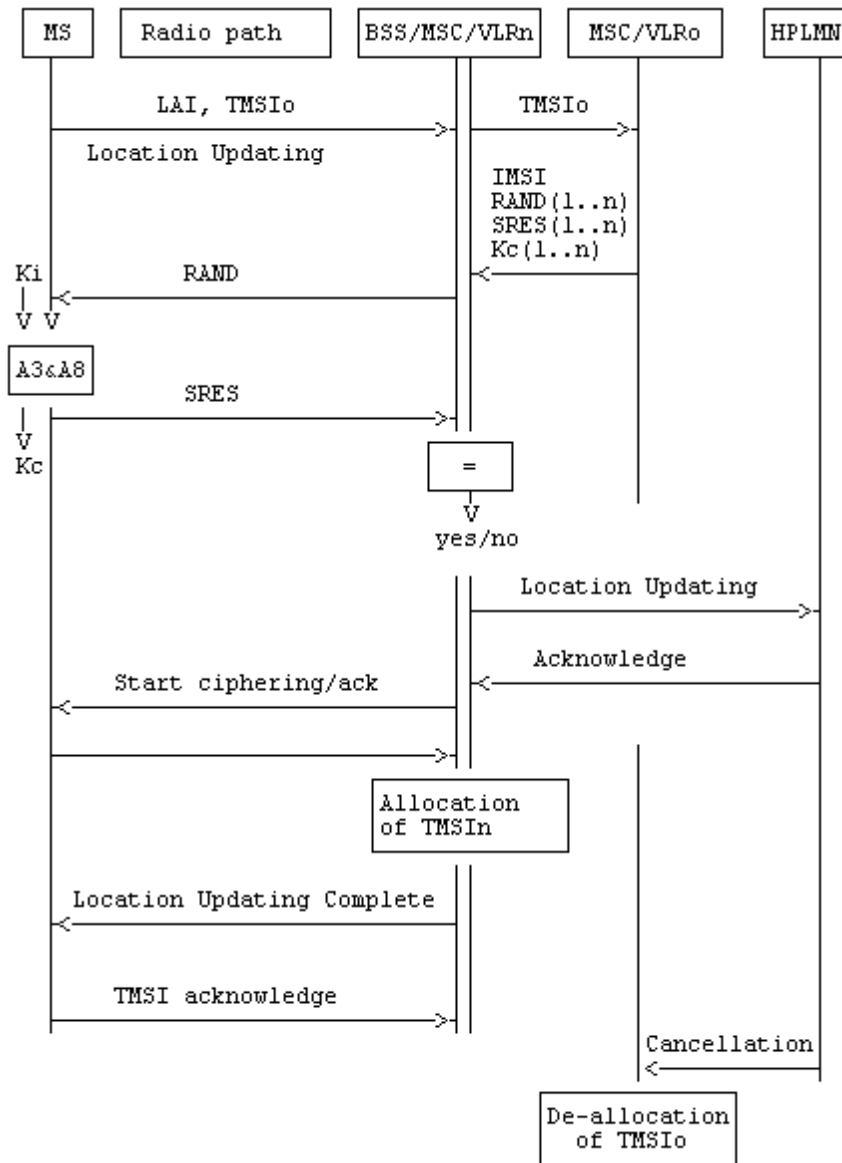 MS
Radio path
BSS/MSC/VLRn
MSC/VLRo
HPLMN
LAI, TMSIo
TMSIo
Location Updating
IMSI
RAND(1..n)
SRES(1..n)
Kc(1..n)
Ki
RAND
V V
A3&A8
SRES
V
Kc
=
V
yes/no
Location Updating
Acknowledge
Start ciphering/ack
Allocation
of TMSIn
Location Updating Complete
TMSI acknowledge
Cancellation
De-allocation
of TMSIo